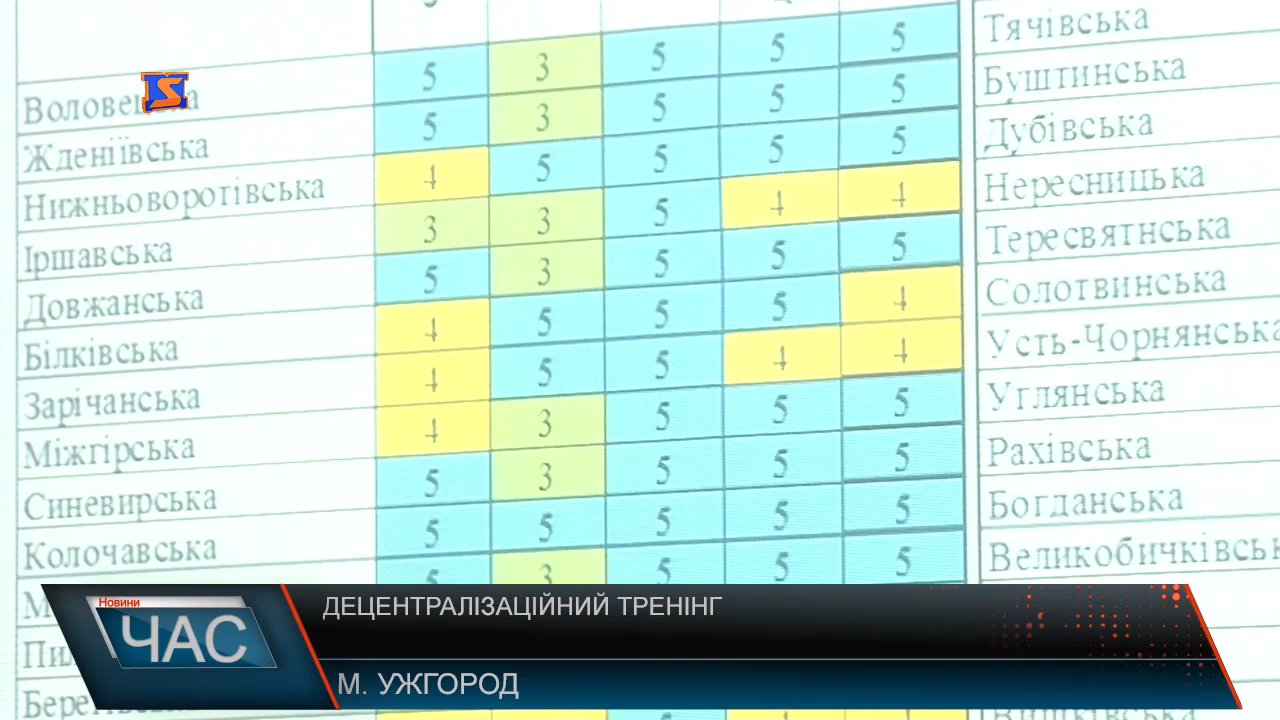 5 3 5 5 5 Тячівська
Жденіївська 5 3 5 5 5 Буштинська
Нижньоворотівська 4 5 5 5 5 Дубівська
Іршавська 3 3 5 4 4 Нересницька
Довжанська 5 3 5 5 5 Тересвятнська
Білківська 4 5 5 5 4 Солотвинська
Зарічанська 4 5 5 4 4 Усть-Чорнянська
Міжгірська 4 3 5 5 5 Углянська
Синевирська 5 3 5 5 5 Рахівська
Колочавська 5 5 5 5 5 Богданська
5 3 5 5 5 Великобичківсь
Новини
ЧАС
ДЕЦЕНТРАЛІЗАЦІЙНИЙ ТРЕНІНГ
М. УЖГОРОД